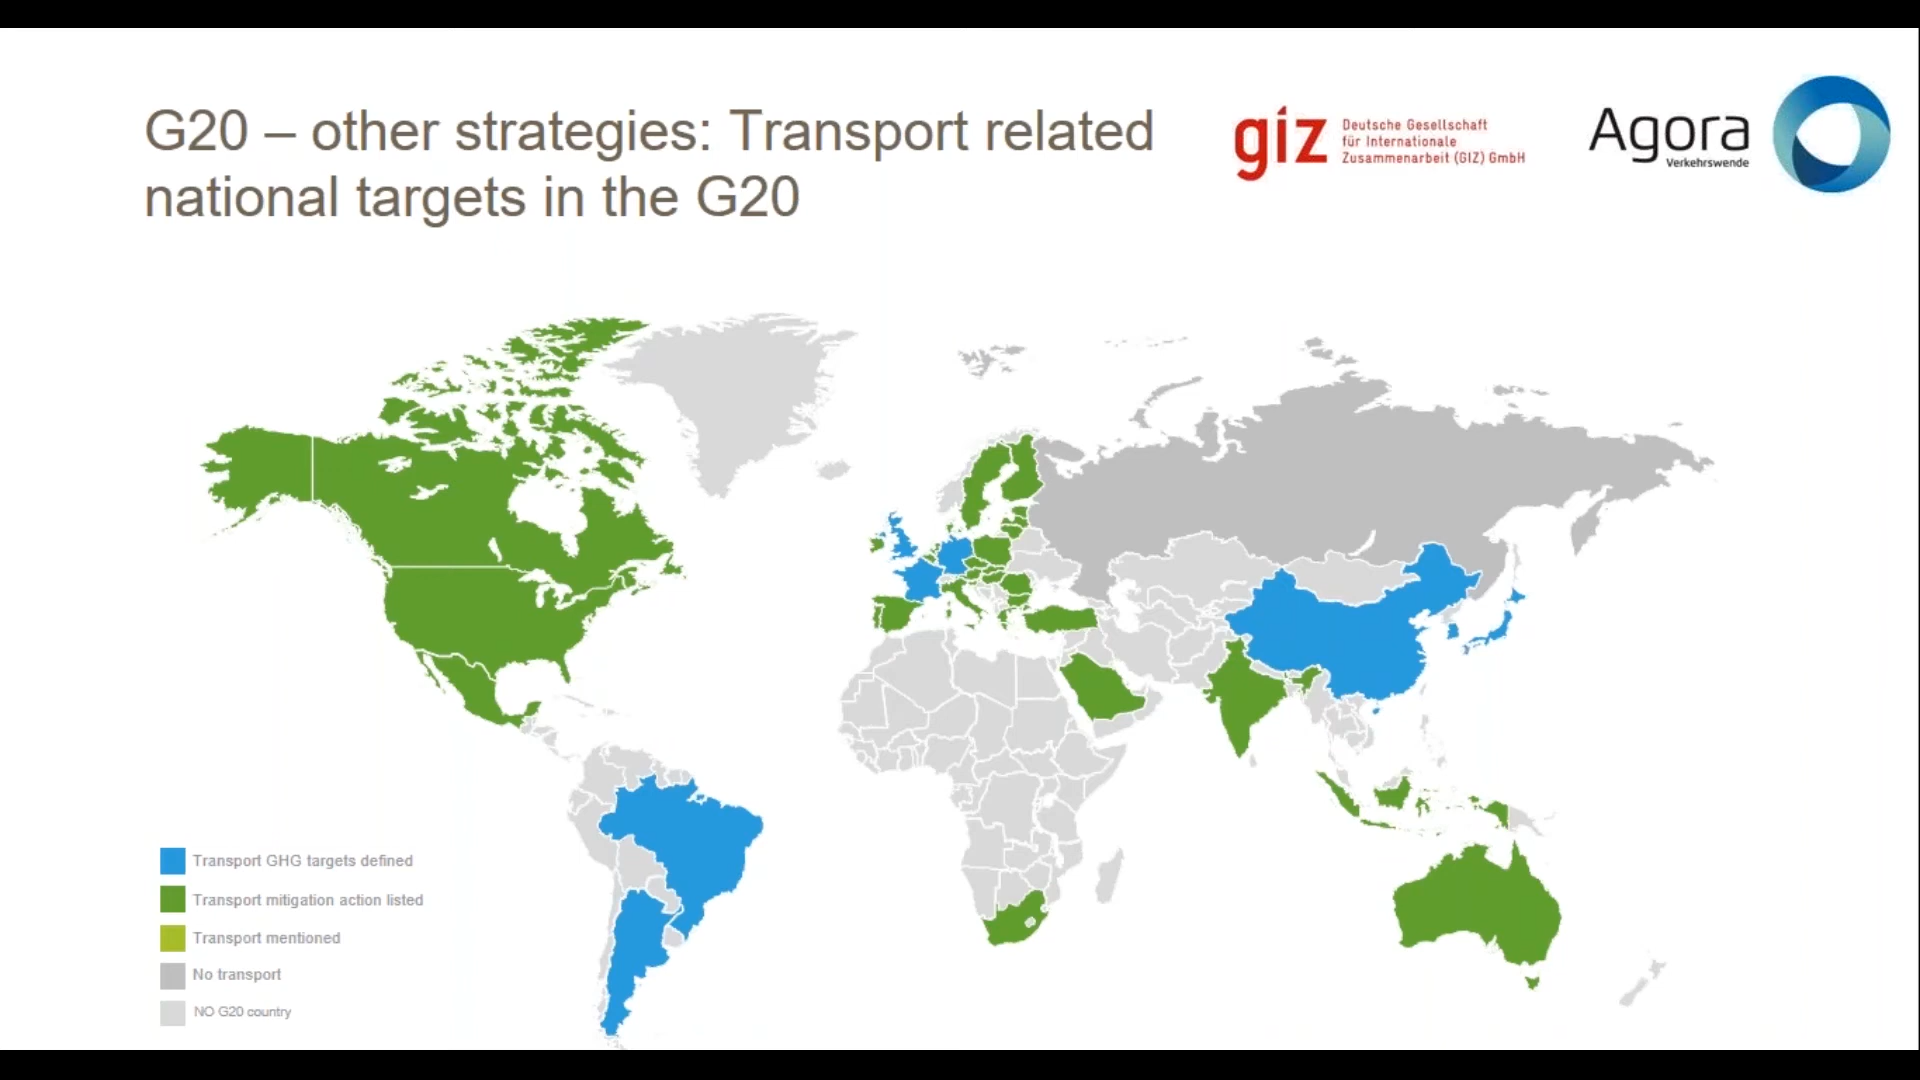 G20 – other strategies: Transport related
national targets in the G20
giz
Deutsche Gesellschaft
für Internationale
Zusammenarbeit (GIZ) GmbH
Agora
Verkehrswende
Transport GHG targets defined
Transport mitigation action listed
Transport mentioned
No transport
NO G20 country